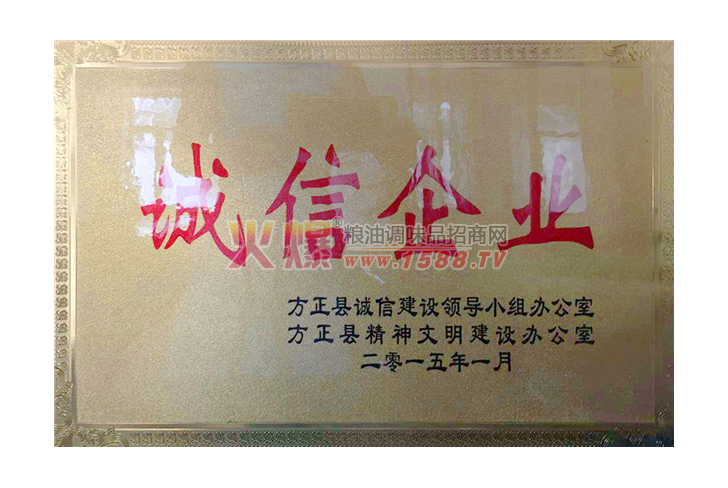 诚信企业
火爆®粮油调味品招商网
www.1588.TV
方正县诚信建设领导小组办公室
方正县精神文明建设办公室
二零一五年一月